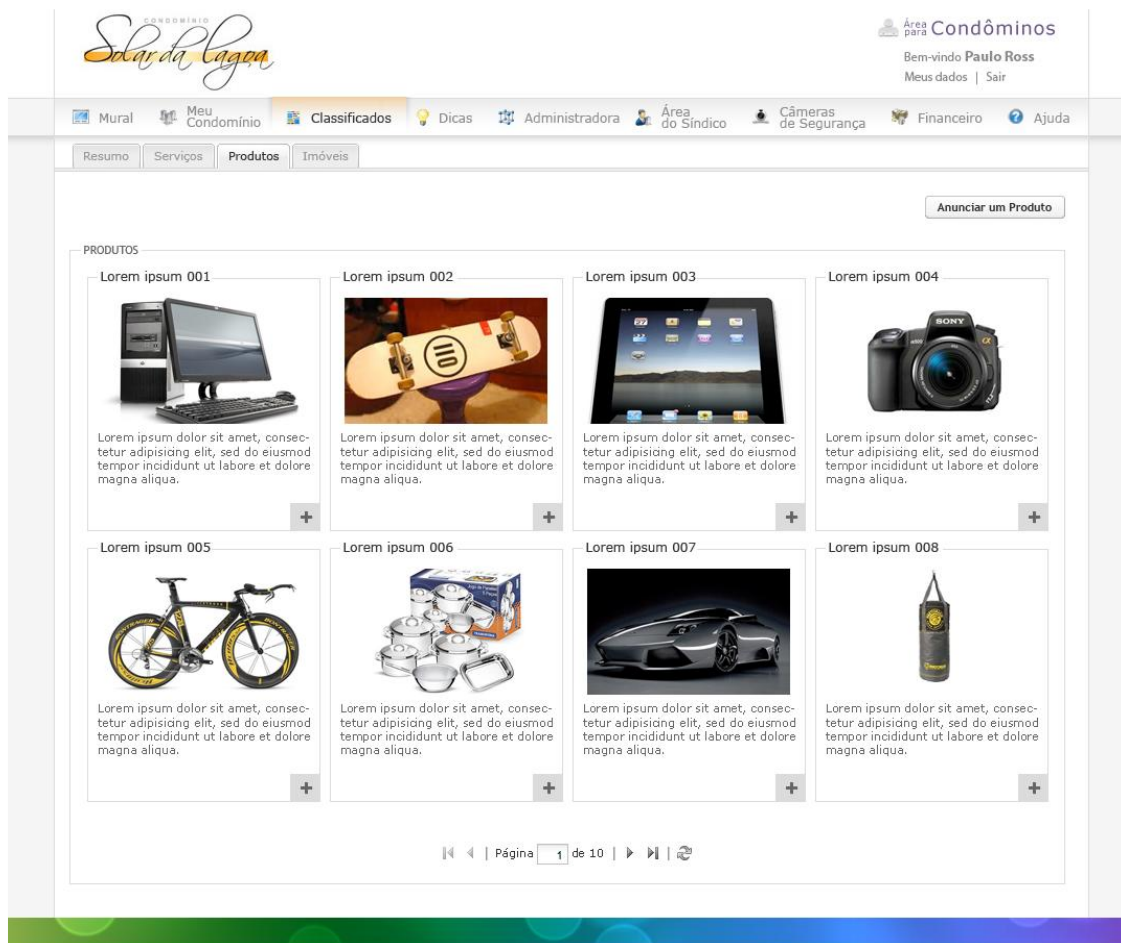 CONDOMÍNIO
Solar da Lagoa
Área para Condôminos
Bem-vindo Paulo Ross
Meus dados | Sair
Mural
Meu Condomínio
Classificados
Dicas
Administradora
Área do Síndico
Câmeras de Segurança
Financeiro
Ajuda
Resumo
Serviços
Produtos
Imóveis
Anunciar um Produto
PRODUTOS
Lorem ipsum 001
Lorem ipsum dolor sit amet, consec-
tetur adipisicing elit, sed do eiusmod
tempor incididunt ut labore et dolore
magna aliqua.
+
Lorem ipsum 002
Lorem ipsum dolor sit amet, consec-
tetur adipisicing elit, sed do eiusmod
tempor incididunt ut labore et dolore
magna aliqua.
+
Lorem ipsum 003
27
Lorem ipsum dolor sit amet, consec-
tetur adipisicing elit, sed do eiusmod
tempor incididunt ut labore et dolore
magna aliqua.
+
Lorem ipsum 004
SONY
α
Lorem ipsum dolor sit amet, consec-
tetur adipisicing elit, sed do eiusmod
tempor incididunt ut labore et dolore
magna aliqua.
+
Lorem ipsum 005
BONTRAGER
Lorem ipsum dolor sit amet, consec-
tetur adipisicing elit, sed do eiusmod
tempor incididunt ut labore et dolore
magna aliqua.
+
Lorem ipsum 006
Lorem ipsum dolor sit amet, consec-
tetur adipisicing elit, sed do eiusmod
tempor incididunt ut labore et dolore
magna aliqua.
+
Lorem ipsum 007
Lorem ipsum dolor sit amet, consec-
tetur adipisicing elit, sed do eiusmod
tempor incididunt ut labore et dolore
magna aliqua.
+
Lorem ipsum 008
Lorem ipsum dolor sit amet, consec-
tetur adipisicing elit, sed do eiusmod
tempor incididunt ut labore et dolore
magna aliqua.
+
| Página 1 de 10 | |